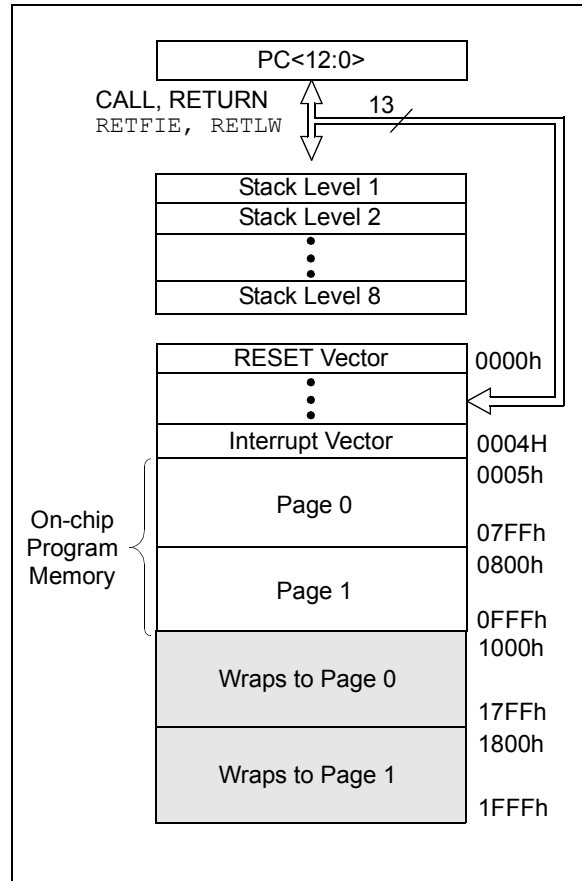 PC<12:0>
CALL, RETURN
RETFIE, RETLW
13
Stack Level 1
Stack Level 2
Stack Level 8
RESET Vector
0000h
Interrupt Vector
0004H
0005h
On-chip
Program
Memory
Page 0
07FFh
0800h
Page 1
0FFFh
1000h
Wraps to Page 0
17FFh
1800h
Wraps to Page 1
1FFFh